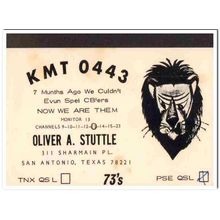 KMT 0443
7 Months Ago We Culdn't
Evun Spel CB'ers
NOW WE ARE THEM
MONITOR 13
CHANNELS 9-10-11-12-13-14-15-23
OLIVER A. STUTTLE
311 SHARMAIN PL.
SAN ANTONIO, TEXAS 78221
TNX QSL 73's PSE QSL